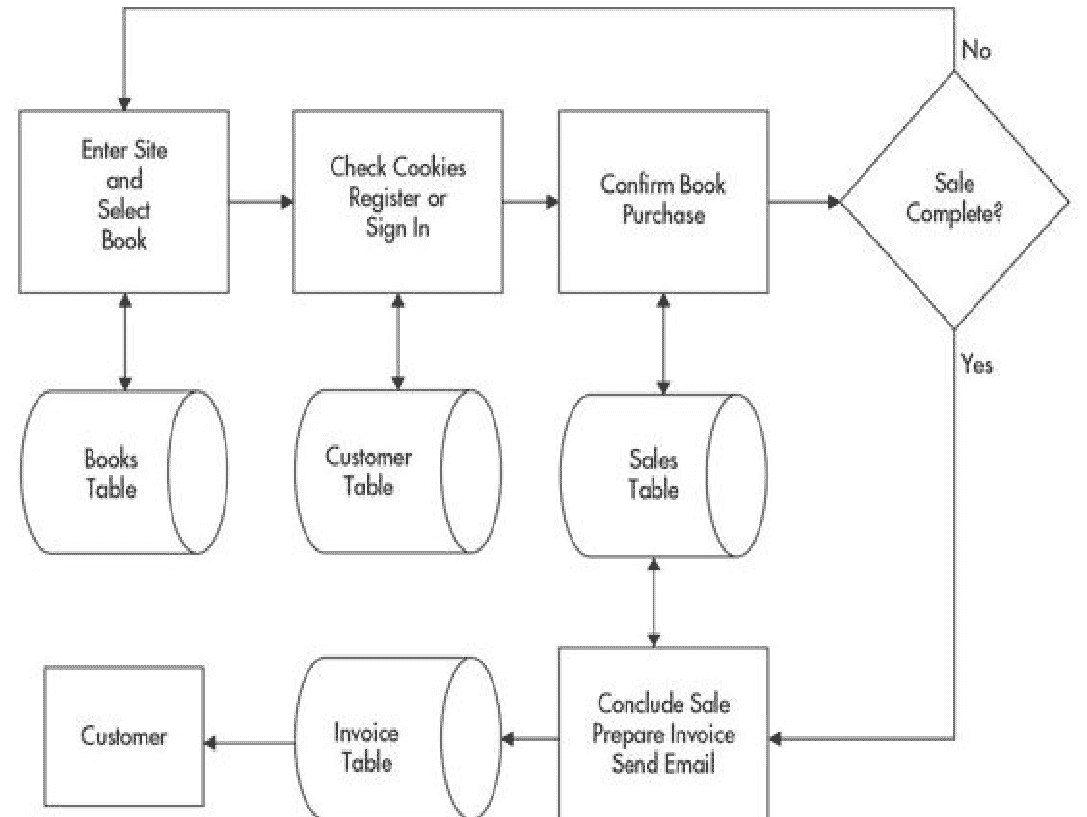 No
Enter Site
and
Select
Book
Check Cookies
Register or
Sign In
Confirm Book
Purchase
Sale
Complete?
Yes
Books
Table
Customer
Table
Sales
Table
Customer
Invoice
Table
Conclude Sale
Prepare Invoice
Send Email